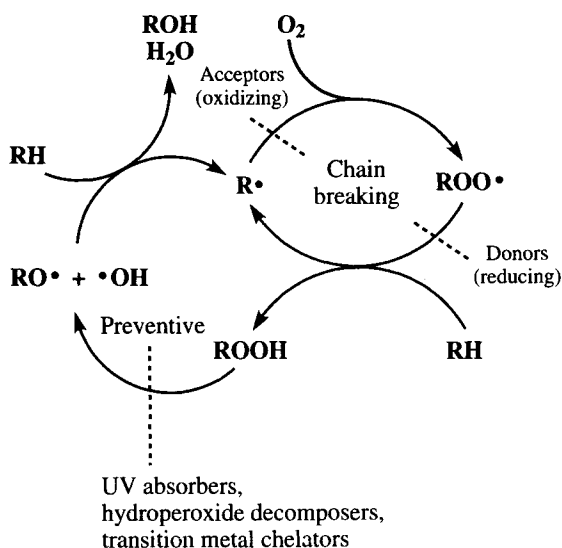 ROH
H₂O
O₂
Acceptors
(oxidizing)
RH
R•
Chain
breaking
ROO•
Donors
(reducing)
RO• + •OH
Preventive
ROOH
RH
UV absorbers,
hydroperoxide decomposers,
transition metal chelators